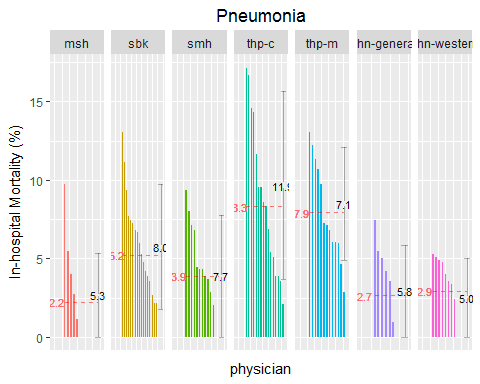 Pneumonia
msh sbk smh thp-c thp-m hn-genera hn-western
In-hospital Mortality (%)
15
10
5
0
2.2 5.3
5.2 8.0
3.9 7.7
8.3 11.9
7.9 7.1
2.7 5.8
2.9 5.0
physician